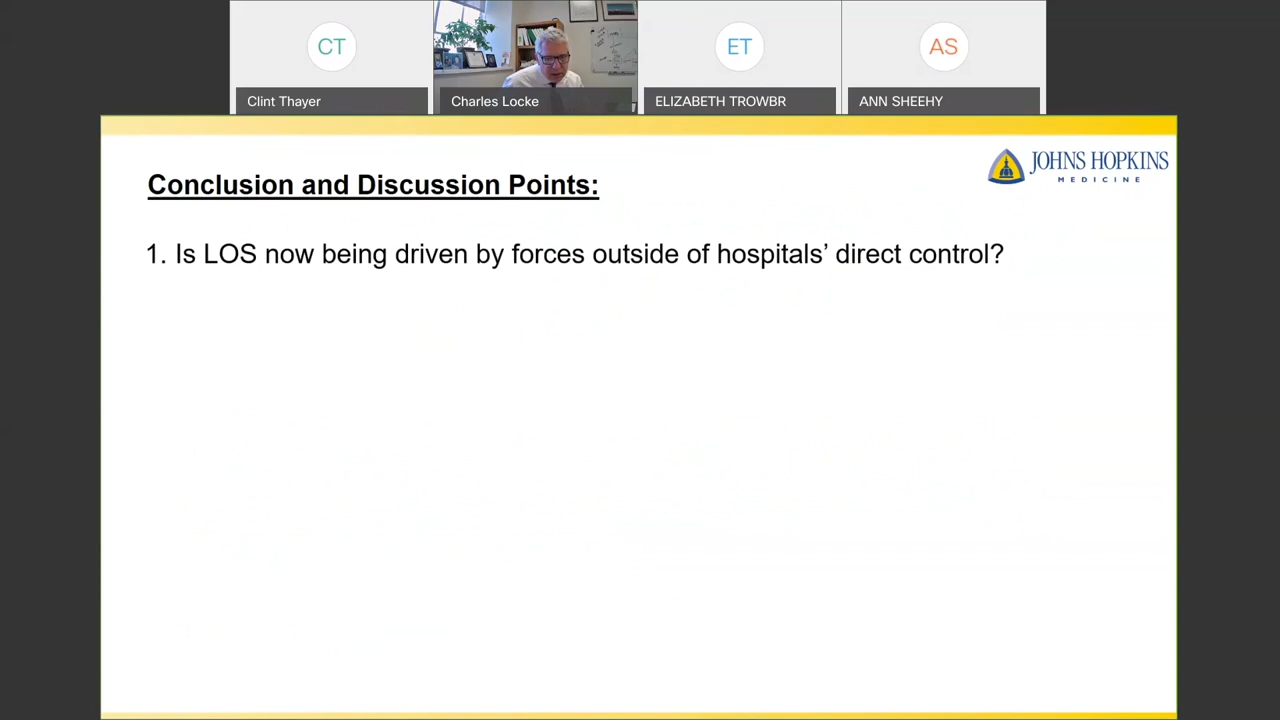 CT
ET
AS
Clint Thayer
Charles Locke
ELIZABETH TROWBR
ANN SHEEHY
JOHNS HOPKINS
MEDICINE
Conclusion and Discussion Points:
1. Is LOS now being driven by forces outside of hospitals’ direct control?